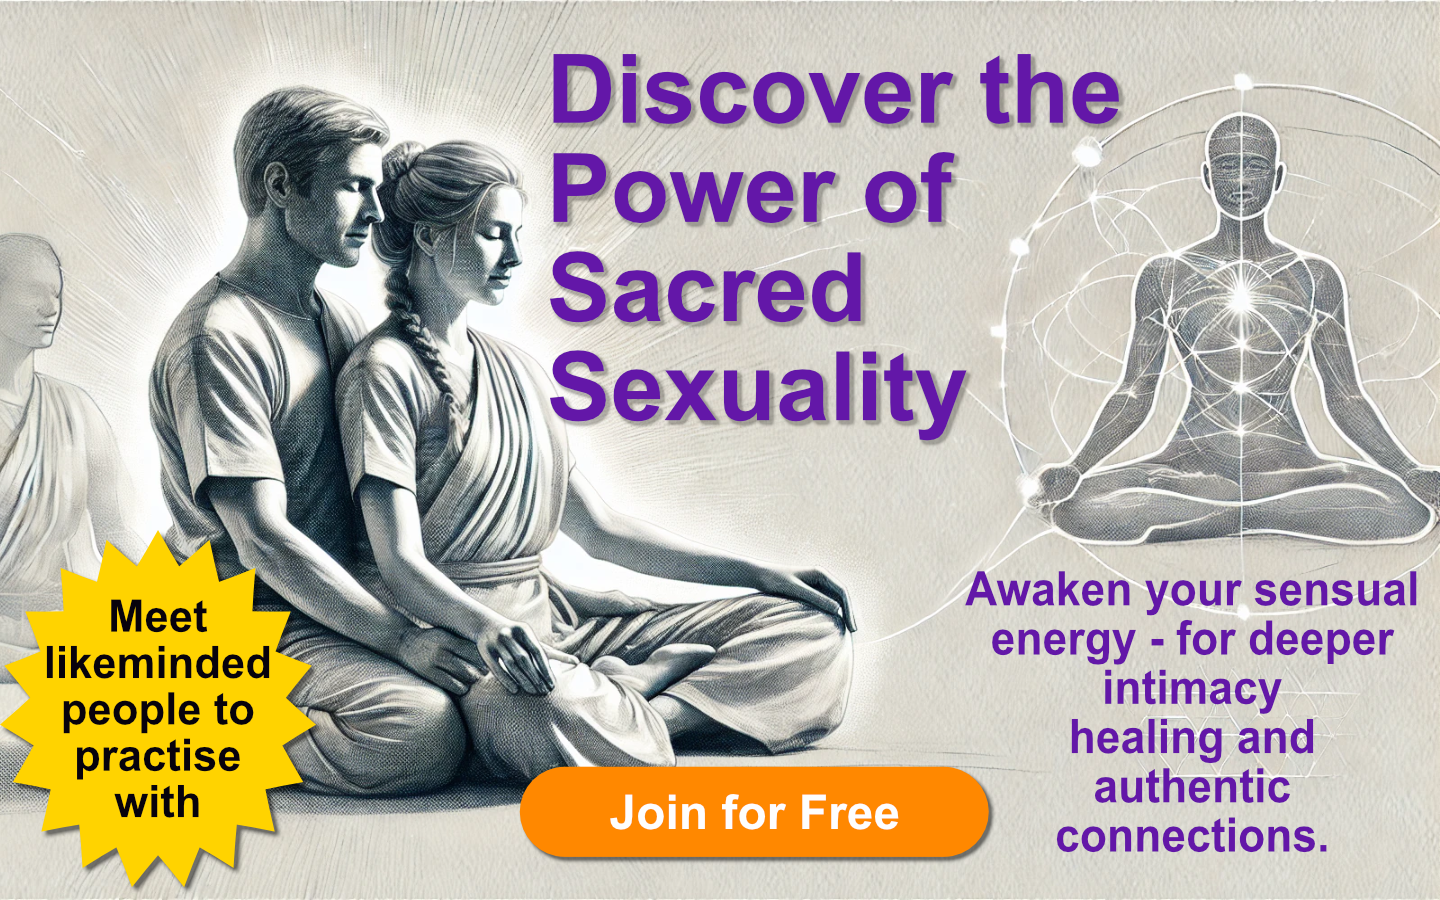 Discover the
Power of
Sacred
Sexuality
Awaken your sensual
energy - for deeper
intimacy
healing and
authentic
connections.
Meet
likeminded
people to
practise
with
Join for Free